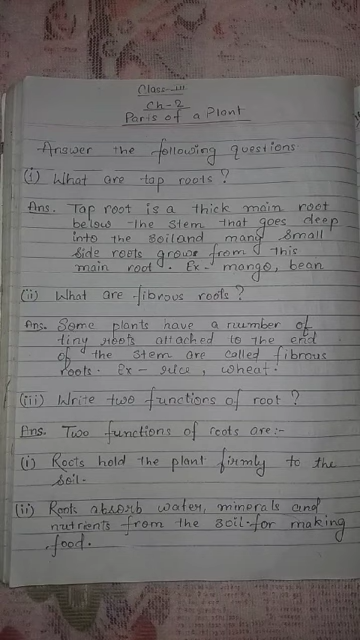 Class-III
Ch-2
Parts of a Plant
Answer the following questions
(i) What are tap roots?
Ans. Tap root is a thick main root
below the stem that goes deep
into the soil and many small
side roots grows from this
main root. Ex- mango, bean
(ii) What are fibrous roots?
Ans. Some plants have a number of
tiny roots attached to the end
of the stem are called fibrous
roots. Ex - rice, wheat.
(iii) Write two functions of root?
Ans. Two functions of roots are:-
(i) Roots hold the plant firmly to the
soil.
(ii) Roots absorb water, minerals and
nutrients from the soil for making
food.